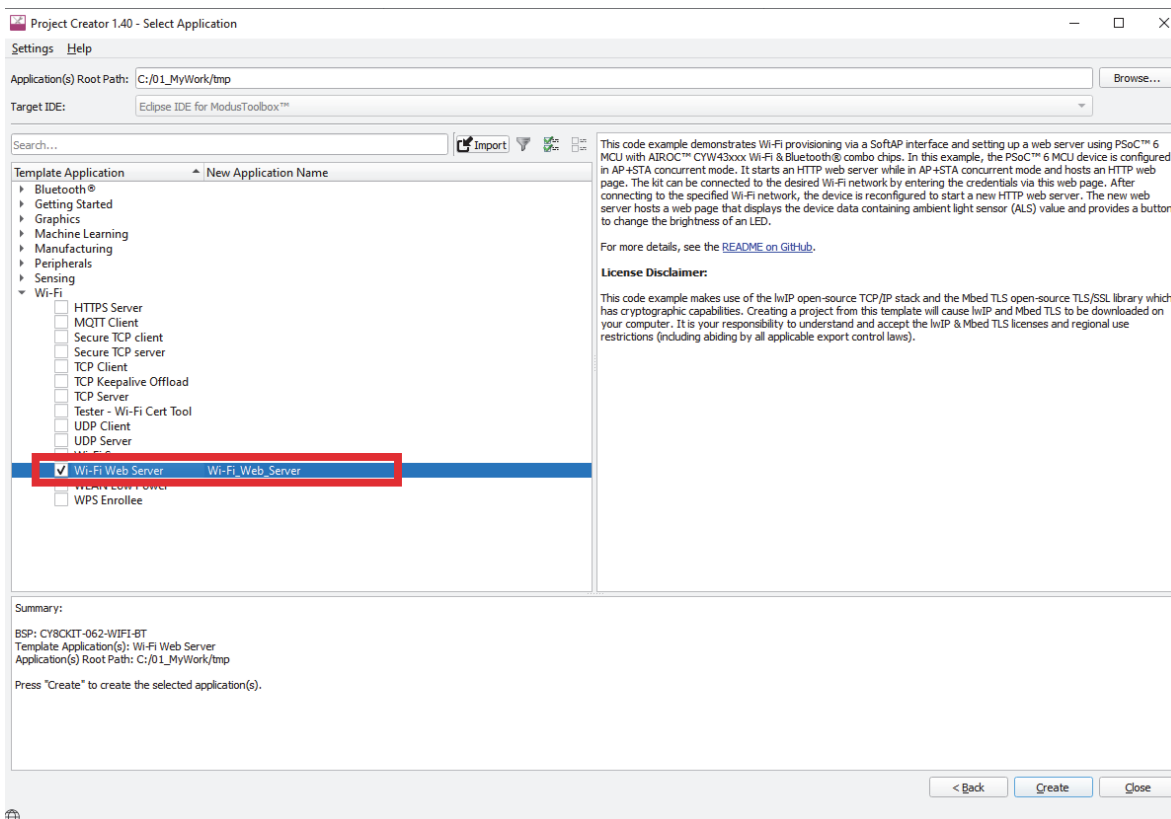 Project Creator 1.40 - Select Application
Settings Help
Application(s) Root Path: C:/01_MyWork/tmp Browse...
Target IDE: Eclipse IDE for ModusToolbox™
Search... Import
Template Application New Application Name
Bluetooth®
Getting Started
Graphics
Machine Learning
Manufacturing
Peripherals
Sensing
Wi-Fi
HTTPS Server
MQTT Client
Secure TCP client
Secure TCP server
TCP Client
TCP Keepalive Offload
TCP Server
Tester - Wi-Fi Cert Tool
UDP Client
UDP Server
Wi-Fi Web Server Wi-Fi_Web_Server
WLAN Low Power
WPS Enrollee
This code example demonstrates Wi-Fi provisioning via a SoftAP interface and setting up a web server using PSoC™ 6
MCU with AIROC™ CYW43xxx Wi-Fi & Bluetooth® combo chips. In this example, the PSoC™ 6 MCU device is configured
in AP+STA concurrent mode. It starts an HTTP web server while in AP+STA concurrent mode and hosts an HTTP web
page. The kit can be connected to the desired Wi-Fi network by entering the credentials via this web page. After
connecting to the specified Wi-Fi network, the device is reconfigured to start a new HTTP web server. The new web
server hosts a web page that displays the device data containing ambient light sensor (ALS) value and provides a button
to change the brightness of an LED.
For more details, see the README on GitHub.
License Disclaimer:
This code example makes use of the lwIP open-source TCP/IP stack and the Mbed TLS open-source TLS/SSL library which
has cryptographic capabilities. Creating a project from this template will cause lwIP and Mbed TLS to be downloaded on
your computer. It is your responsibility to understand and accept the lwIP & Mbed TLS licenses and regional use
restrictions (including abiding by all applicable export control laws).
Summary:
BSP: CY8CKIT-062-WIFI-BT
Template Application(s): Wi-Fi Web Server
Application(s) Root Path: C:/01_MyWork/tmp
Press "Create" to create the selected application(s).
< Back Create Close